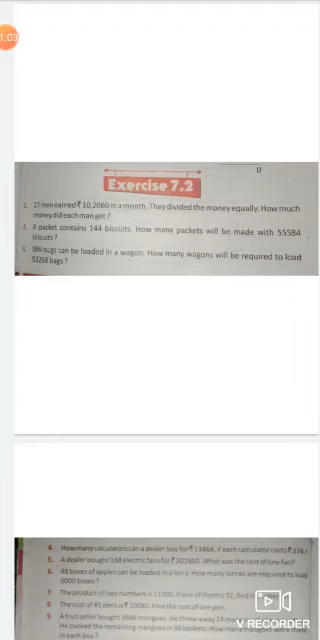 1:03
0
Exercise 7.2
1. 27 men earned ₹ 10,2060 in a month. They divided the money equally. How much
money did each man get ?
2. A packet contains 144 biscuits. How many packets will be made with 55584
biscuits ?
3. 386 bags can be loaded in a wagon. How many wagons will be required to load
53268 bags ?
4. How many calculators can a dealer buy for ₹ 13464, if each calculator costs ₹ 374 ?
5. A dealer bought 168 electric fans for ₹ 201600. What was the cost of one fan?
6. 48 boxes of apples can be loaded in a lorry. How many lorries are required to load
6000 boxes ?
7. The product of two numbers is 11500. If one of them is 92, find
8. The cost of 45 pens is ₹ 10080. Find the cost of one pen.
9. A fruit seller bought 3686 mangoes. He threw away 14
He packed the remaining mangoes in 36 baskets. How many mangoes were there
in each box ?
V RECORDER